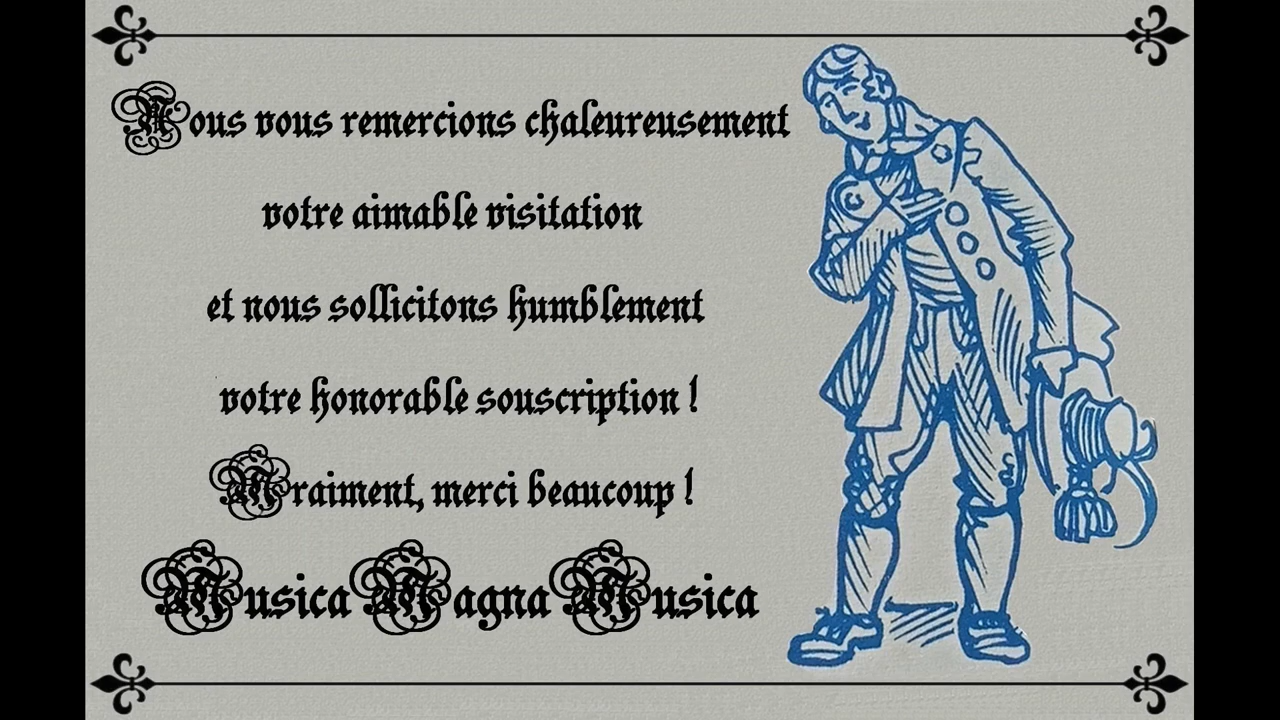 Nous vous remercions chaleureusement
votre aimable visitation
et nous sollicitons humblement
votre honorable souscription !
Vraiment, merci beaucoup !
Musica Magna Musica